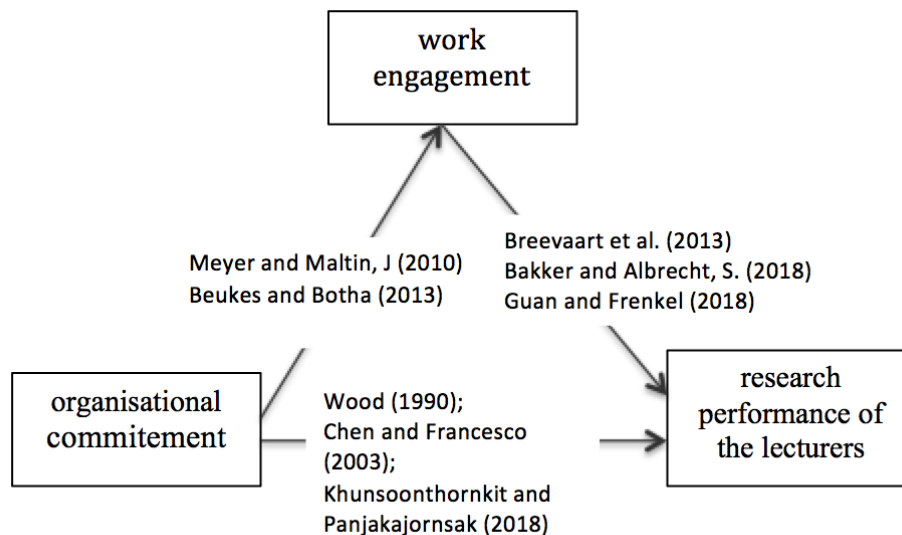 work
engagement
Meyer and Maltin, J (2010)
Beukes and Botha (2013)
Breevaart et al. (2013)
Bakker and Albrecht, S. (2018)
Guan and Frenkel (2018)
organisational
commitement
Wood (1990);
Chen and Francesco
(2003);
Khunsoonthornkit and
Panjakajornsak (2018)
research
performance of
the lecturers